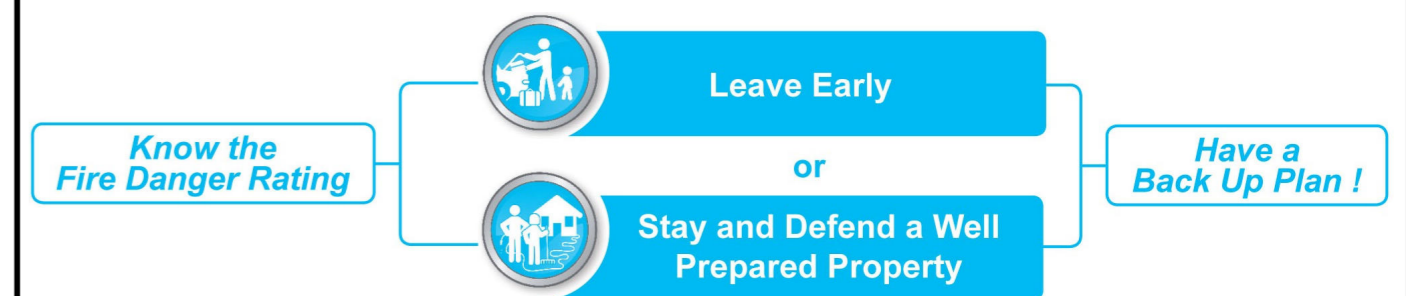 Know the
Fire Danger Rating
Leave Early
or
Stay and Defend a Well
Prepared Property
Have a
Back Up Plan !